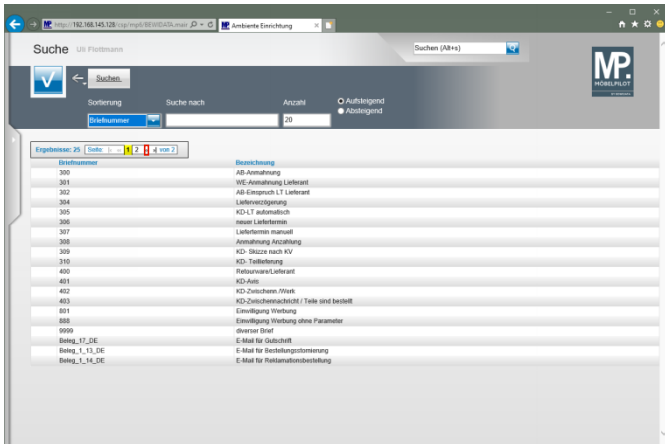 http://192.168.145.128/ccp/mp8/BEWIDATA.main
Ambiente Einrichtung
Suche Uli Plottmann
Suchen (Alt+s)
MP.
MÖBELPILOT
Suchen
Sortierung Suche nach Anzahl Aufsteigend
Absteigend
Briefnummer 20
Ergebnisse: 25 Seite: 1 2 von 2
Briefnummer Bezeichnung
300 AB-Anmahnung
301 WE-Anmahnung Lieferant
302 AB-Einspruch LT Lieferant
304 Lieferverzögerung
305 KD-LT automatisch
306 neuer Liefertermin
307 Liefertermin manuell
308 Anmahnung Anzahlung
309 KD- Skizze nach KV
310 KD- Teillieferung
400 Retourware/Lieferant
401 KD-Avis
402 KD-Zwischenn./Werk
403 KD-Zwischennachricht / Teile sind bestellt
801 Einwilligung Werbung
888 Einwilligung Werbung ohne Parameter
9999 diverser Brief
Beleg_17_DE E-Mail für Gutschrift
Beleg_1_13_DE E-Mail für Bestellungsstornierung
Beleg_1_14_DE E-Mail für Reklamationsbestellung